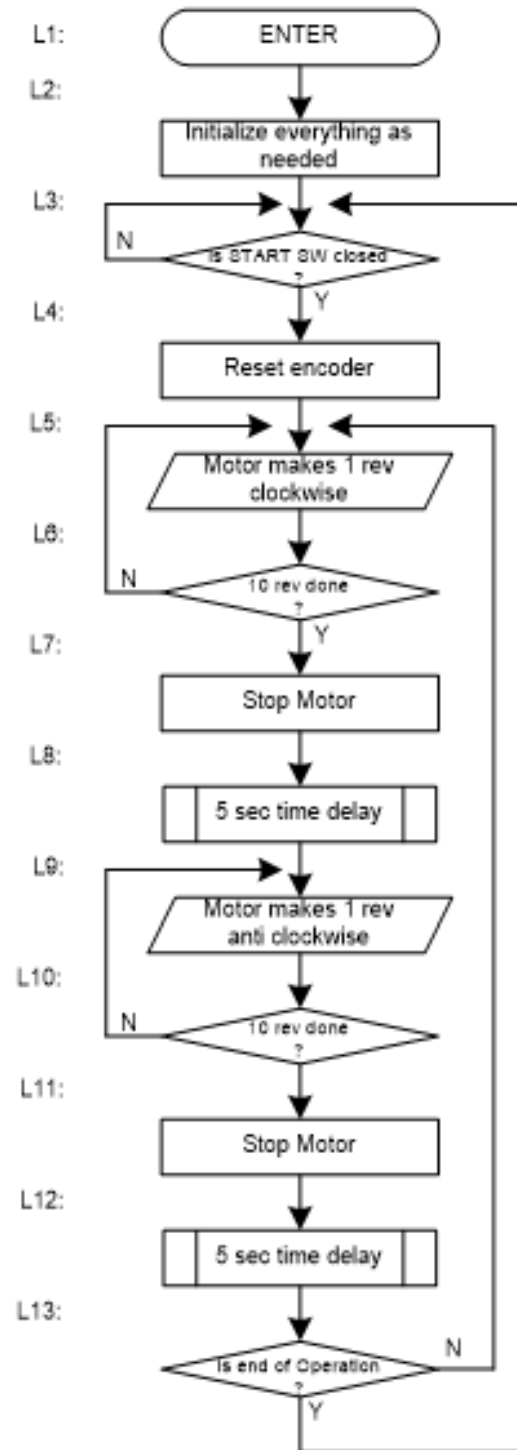 L1:
ENTER
L2:
Initialize everything as
needed
L3:
N
Is START SW closed
?
Y
L4:
Reset encoder
L5:
Motor makes 1 rev
clockwise
L6:
N
10 rev done
?
Y
L7:
Stop Motor
L8:
5 sec time delay
L9:
Motor makes 1 rev
anti clockwise
L10:
N
10 rev done
?
L11:
Stop Motor
L12:
5 sec time delay
L13:
N
Is end of Operation
?
Y